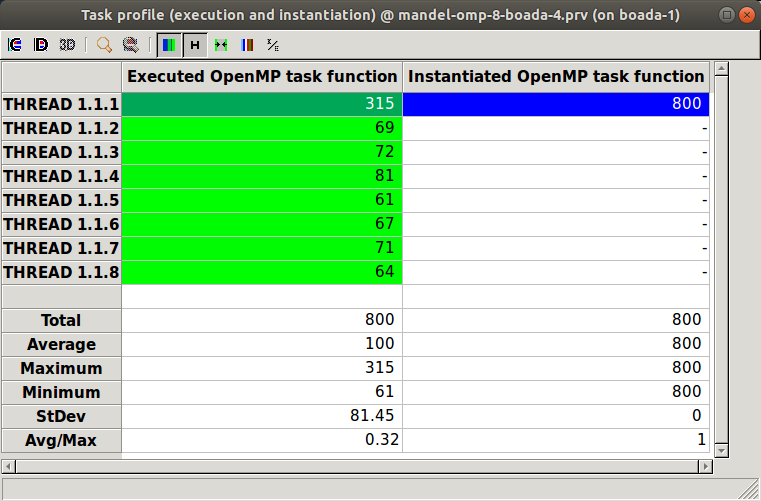 Task profile (execution and instantiation) @ mandel-omp-8-boada-4.prv (on boada-1)
3D
Executed OpenMP task function Instantiated OpenMP task function
THREAD 1.1.1 315 800
THREAD 1.1.2 69 -
THREAD 1.1.3 72 -
THREAD 1.1.4 81 -
THREAD 1.1.5 61 -
THREAD 1.1.6 67 -
THREAD 1.1.7 71 -
THREAD 1.1.8 64 -
Total 800 800
Average 100 800
Maximum 315 800
Minimum 61 800
StDev 81.45 0
Avg/Max 0.32 1